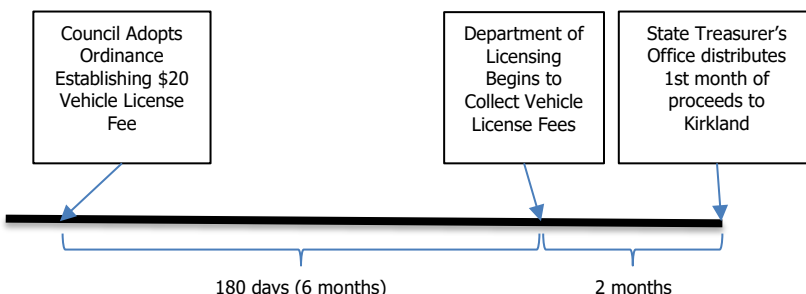 Council Adopts
Ordinance
Establishing $20
Vehicle License
Fee
Department of
Licensing
Begins to
Collect Vehicle
License Fees
State Treasurer’s
Office distributes
1st month of
proceeds to
Kirkland
180 days (6 months)
2 months